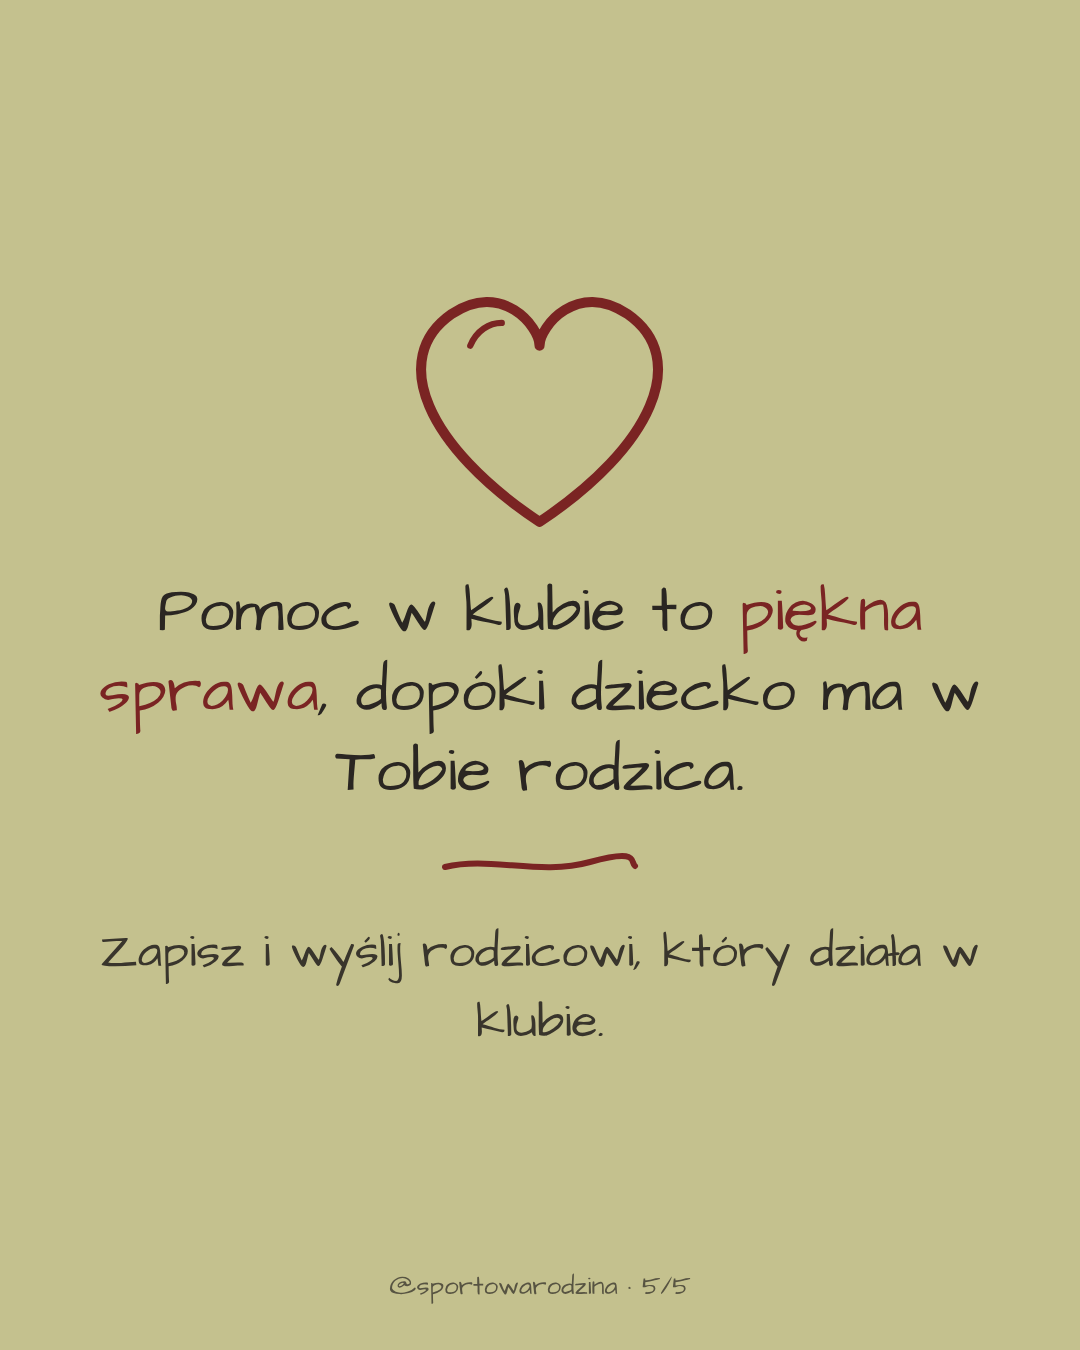 Pomoc w klubie to piękna
sprawa, dopóki dziecko ma w
Tobie rodzica.
Zapisz i wyślij rodzicowi, który działa w
klubie.
@sportowarodzina · 5/5